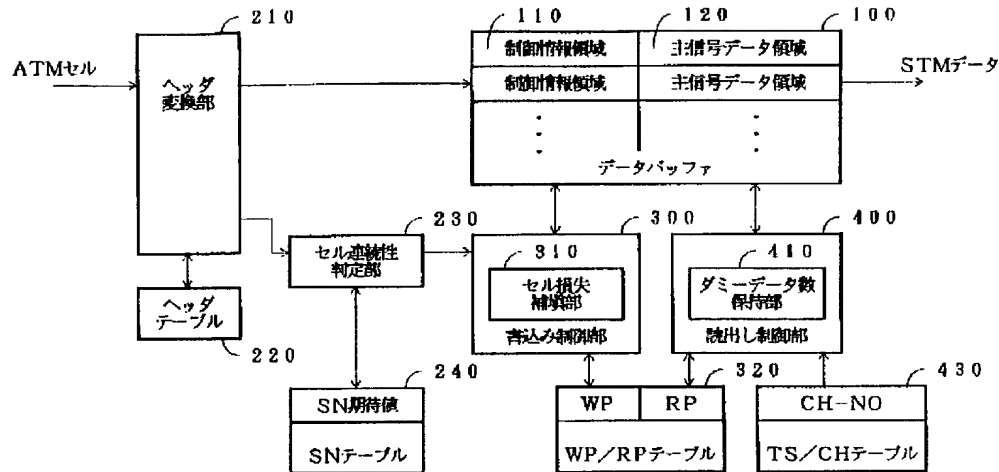 210
110
120
100
ATMセル
ヘッダ
変換部
制御情報領域
主信号データ領域
STMデータ
制御情報領域
主信号データ領域
データバッファ
230
300
400
セル連続性
判定部
310
セル損失
補填部
書込み制御部
410
ダミーデータ数
保持部
読出し制御部
ヘッダ
テーブル
220
240
320
430
SN期待値
SNテーブル
WP
RP
WP/RPテーブル
CH-NO
TS/CHテーブル